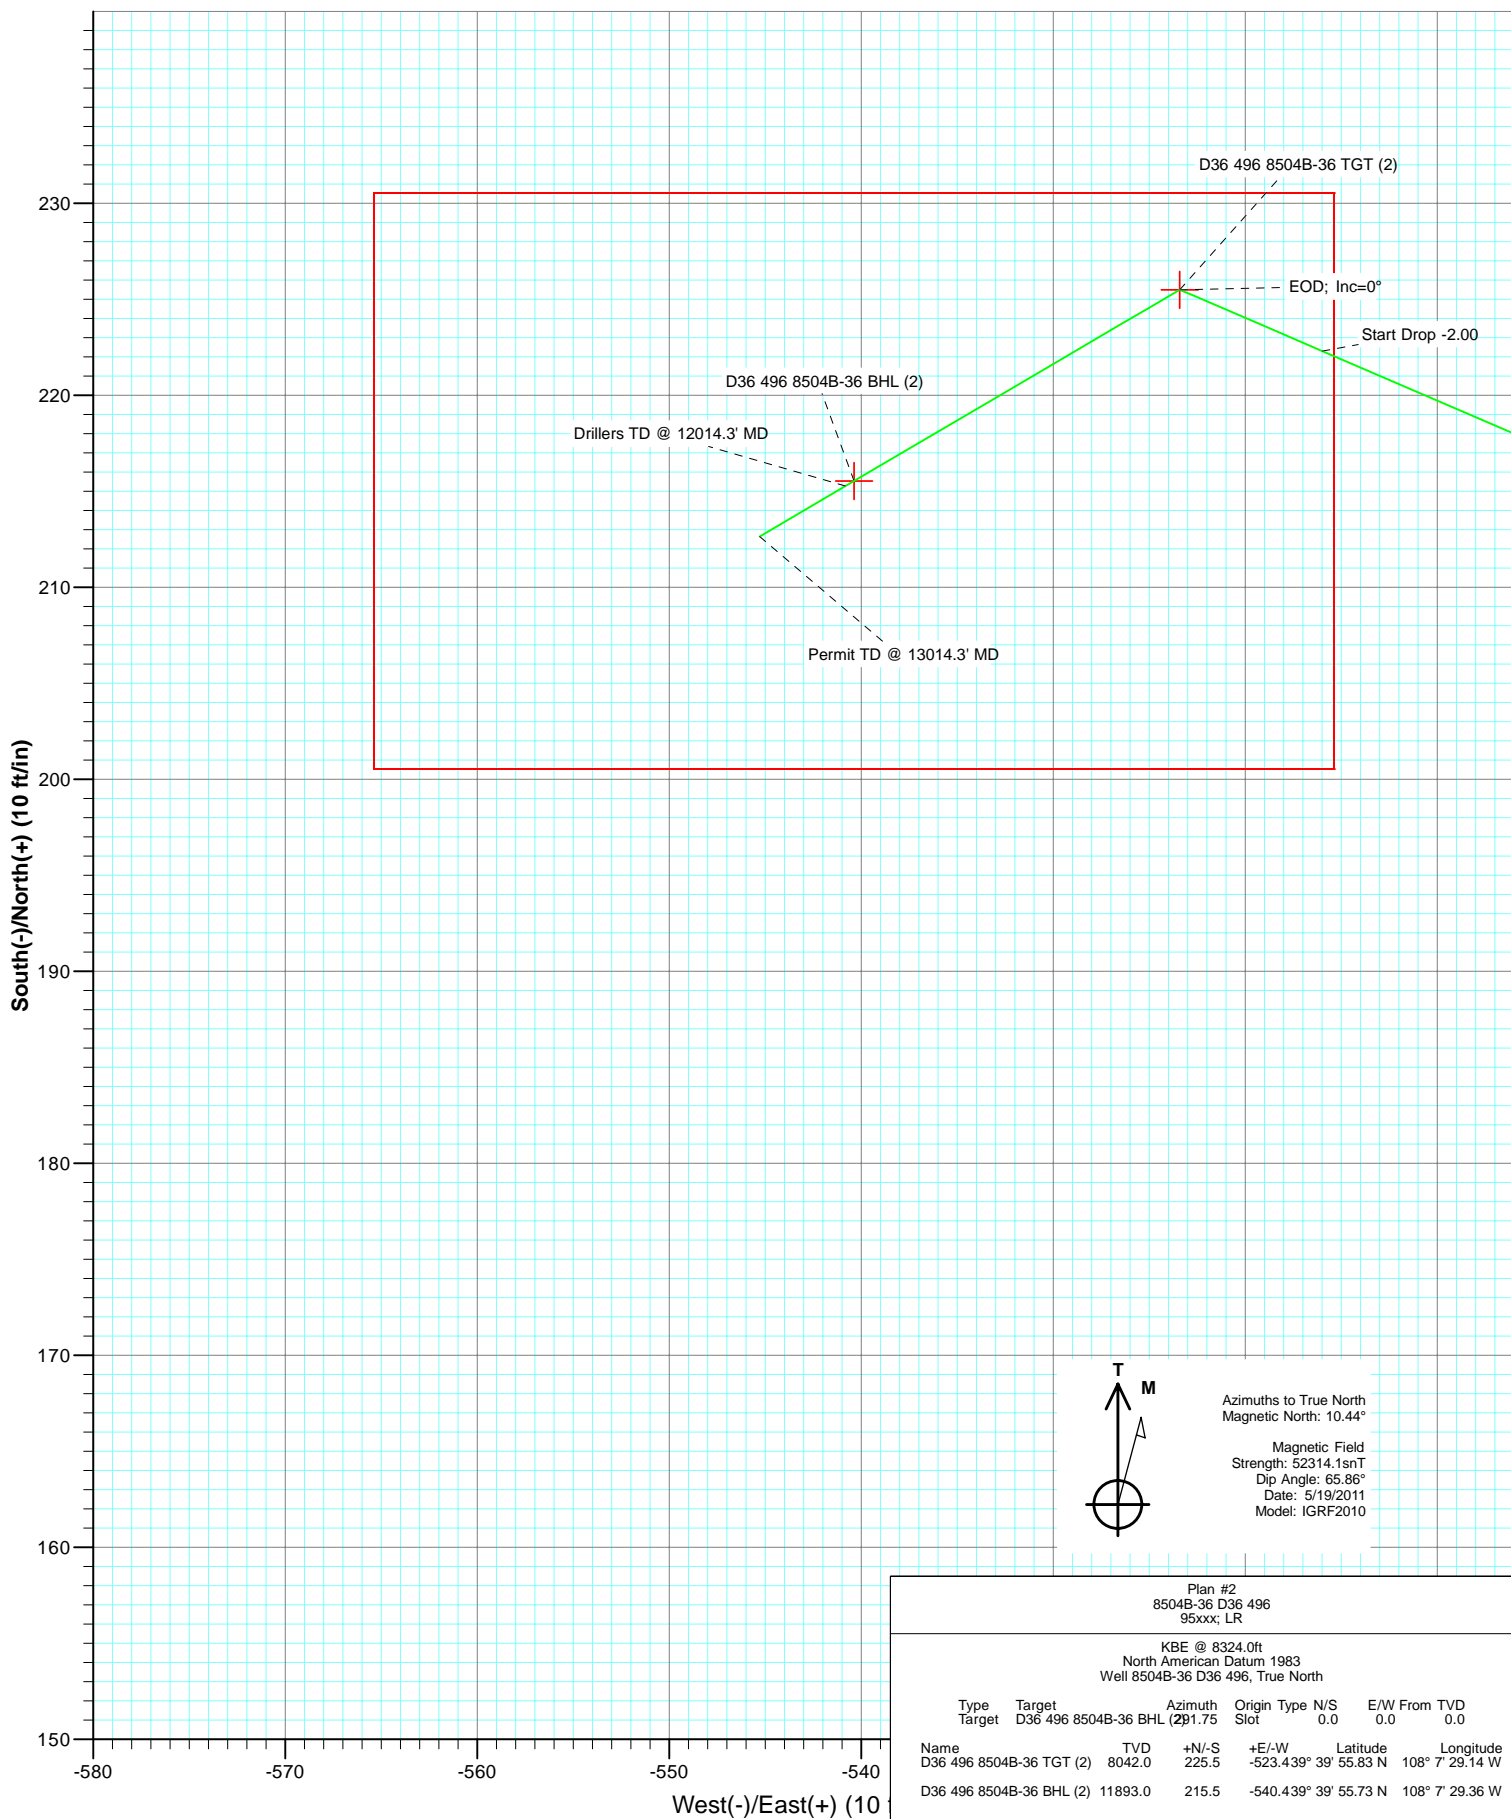 D36 496 8504B-36 TGT (2)
230
EOD; Inc=0°
Start Drop -2.00
D36 496 8504B-36 BHL (2)
220
Drillers TD @ 12014.3' MD
210
Permit TD @ 13014.3' MD
200
South(-)/North(+) (10 ft/in)
190
180
170
T
M
Azimuths to True North
Magnetic North: 10.44°
Magnetic Field
Strength: 52314.1snT
Dip Angle: 65.86°
Date: 5/19/2011
Model: IGRF2010
160
Plan #2
8504B-36 D36 496
95xxx; LR
KBE @ 8324.0ft
North American Datum 1983
Well 8504B-36 D36 496, True North
Type Target Azimuth Origin Type N/S E/W From TVD
Target D36 496 8504B-36 BHL (2)291.75 Slot 0.0 0.0 0.0
150
Name TVD +N/-S +E/-W Latitude Longitude
D36 496 8504B-36 TGT (2) 8042.0 225.5 -523.439° 39' 55.83 N 108° 7' 29.14 W
D36 496 8504B-36 BHL (2) 11893.0 215.5 -540.439° 39' 55.73 N 108° 7' 29.36 W
-580 -570 -560 -550 -540
West(-)/East(+) (10